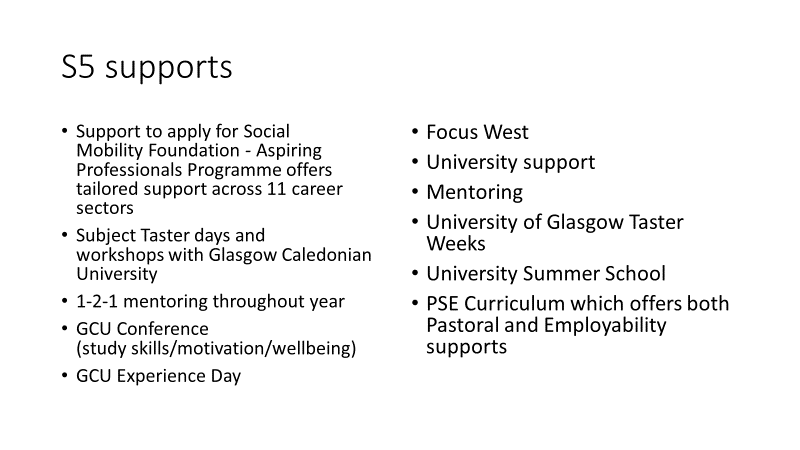 S5 supports
• Support to apply for Social
Mobility Foundation - Aspiring
Professionals Programme offers
tailored support across 11 career
sectors
• Subject Taster days and
workshops with Glasgow Caledonian
University
• 1-2-1 mentoring throughout year
• GCU Conference
(study skills/motivation/wellbeing)
• GCU Experience Day
• Focus West
• University support
• Mentoring
• University of Glasgow Taster
Weeks
• University Summer School
• PSE Curriculum which offers both
Pastoral and Employability
supports